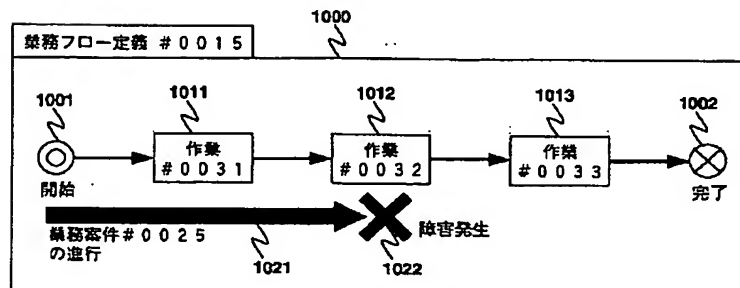 1000
業務フロー定義 #0015
1001
1011
1012
1013
1002
作業
#0031
作業
#0032
作業
#0033
開始
完了
業務案件#0025
の進行
障害発生
1021
1022